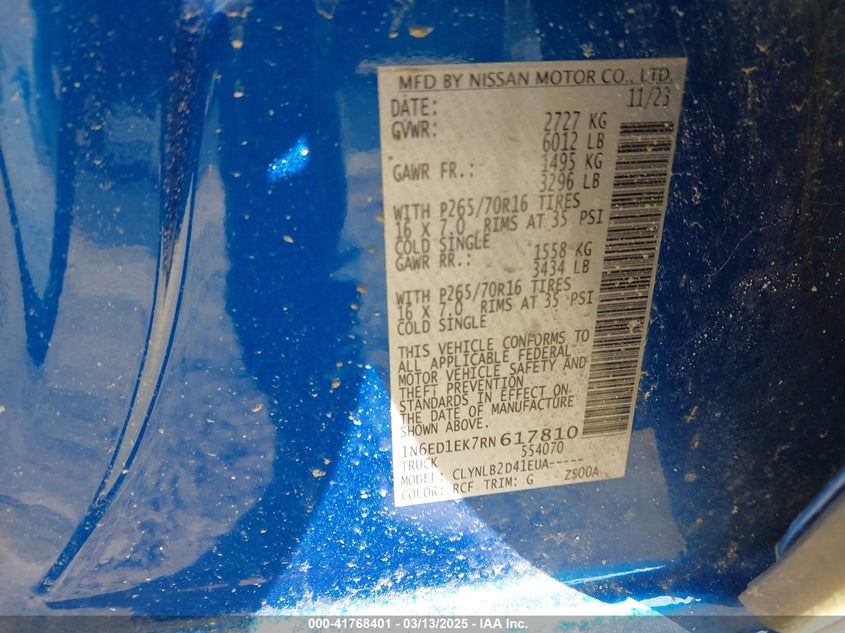 MFD BY NISSAN MOTOR CO., LTD.
DATE: 11/23
GVWR: 2727 KG
6012 LB
GAWR FR.: 1495 KG
3296 LB
WITH P265/70R16 TIRES
16 X 7.0 RIMS AT 35 PSI
COLD SINGLE
GAWR RR.: 1558 KG
3434 LB
WITH P265/70R16 TIRES
16 X 7.0 RIMS AT 35 PSI
COLD SINGLE
THIS VEHICLE CONFORMS TO
ALL APPLICABLE FEDERAL
MOTOR VEHICLE SAFETY AND
THEFT PREVENTION
STANDARDS IN EFFECT ON
THE DATE OF MANUFACTURE
SHOWN ABOVE.
1N6ED1EK7RN617810
TRUCK 554070
MODEL: CLYNLB2D41EUA-----
COLOR: RCF TRIM: G ZS00A
000-41768401 - 03/13/2025 - IAA Inc.